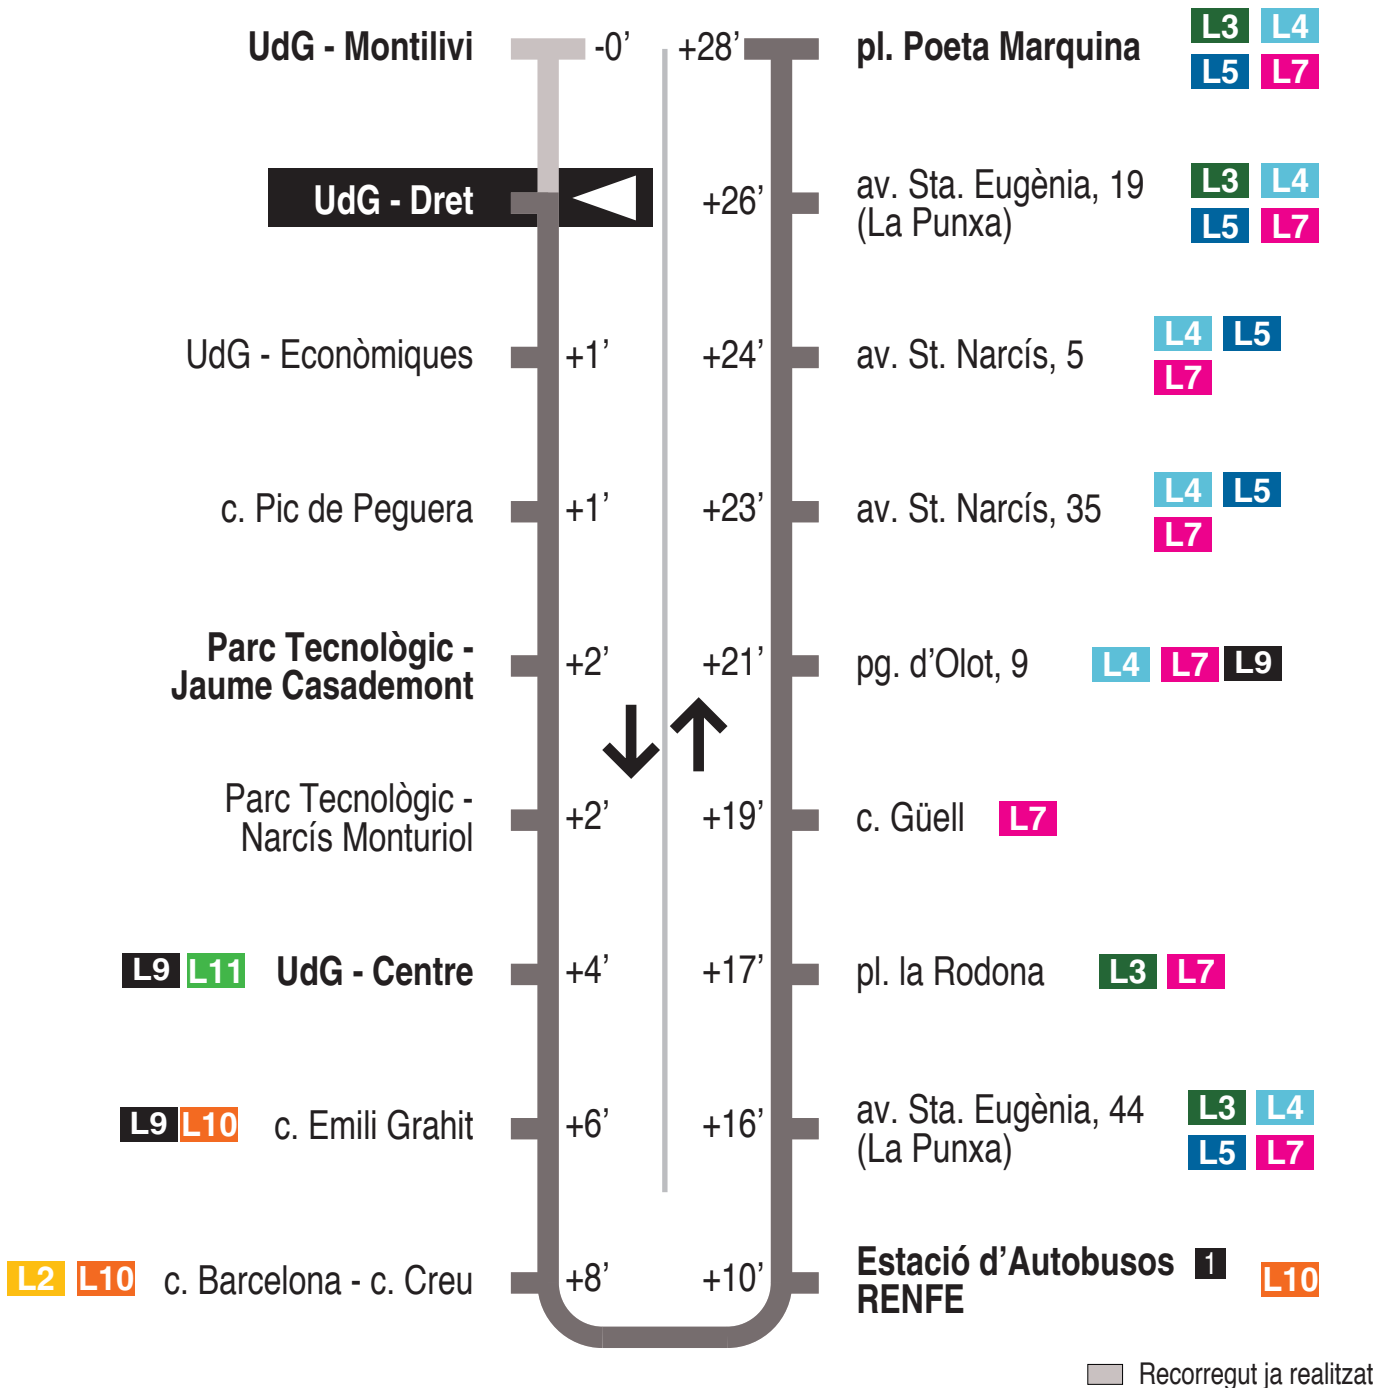 UdG - Montilivi -0’
UdG - Dret
UdG - Econòmiques +1’
c. Pic de Peguera +1’
Parc Tecnològic -
Jaume Casademont +2’
Parc Tecnològic -
Narcís Monturiol +2’
L9 L11 UdG - Centre +4’
L9 L10 c. Emili Grahit +6’
L2 L10 c. Barcelona - c. Creu +8’
+28’ pl. Poeta Marquina L3 L4
L5 L7
+26’ av. Sta. Eugènia, 19 L3 L4
(La Punxa) L5 L7
+24’ av. St. Narcís, 5 L4 L5
L7
+23’ av. St. Narcís, 35 L4 L5
L7
+21’ pg. d’Olot, 9 L4 L7 L9
+19’ c. Güell L7
+17’ pl. la Rodona L3 L7
+16’ av. Sta. Eugènia, 44 L3 L4
(La Punxa) L5 L7
+10’ Estació d’Autobusos 1 L10
RENFE
Recorregut ja realitzat